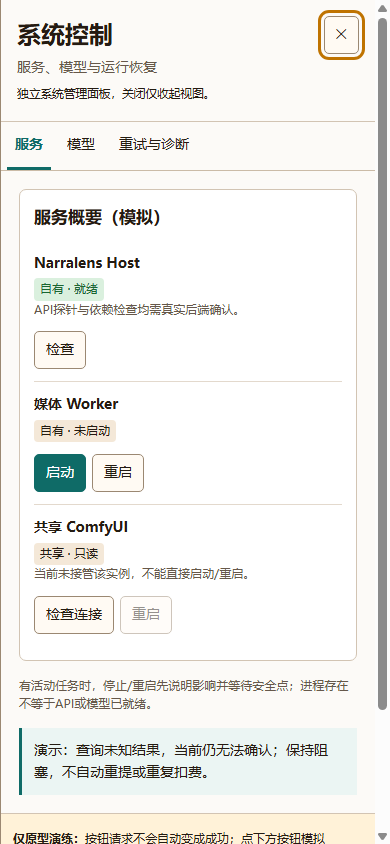 系统控制
×
服务、模型与运行恢复
独立系统管理面板，关闭仅收起视图。
服务 模型 重试与诊断
服务概要（模拟）
Narralens Host
自有 · 就绪
API探针与依赖检查均需真实后端确认。
检查
媒体 Worker
自有 · 未启动
启动 重启
共享 ComfyUI
共享 · 只读
当前未接管该实例，不能直接启动/重启。
检查连接 重启
有活动任务时，停止/重启先说明影响并等待安全点；进程存在
不等于API或模型已就绪。
演示：查询未知结果，当前仍无法确认；保持阻
塞，不自动重提或重复扣费。
仅原型演练：按钮请求不会自动变成成功；点下方按钮模拟